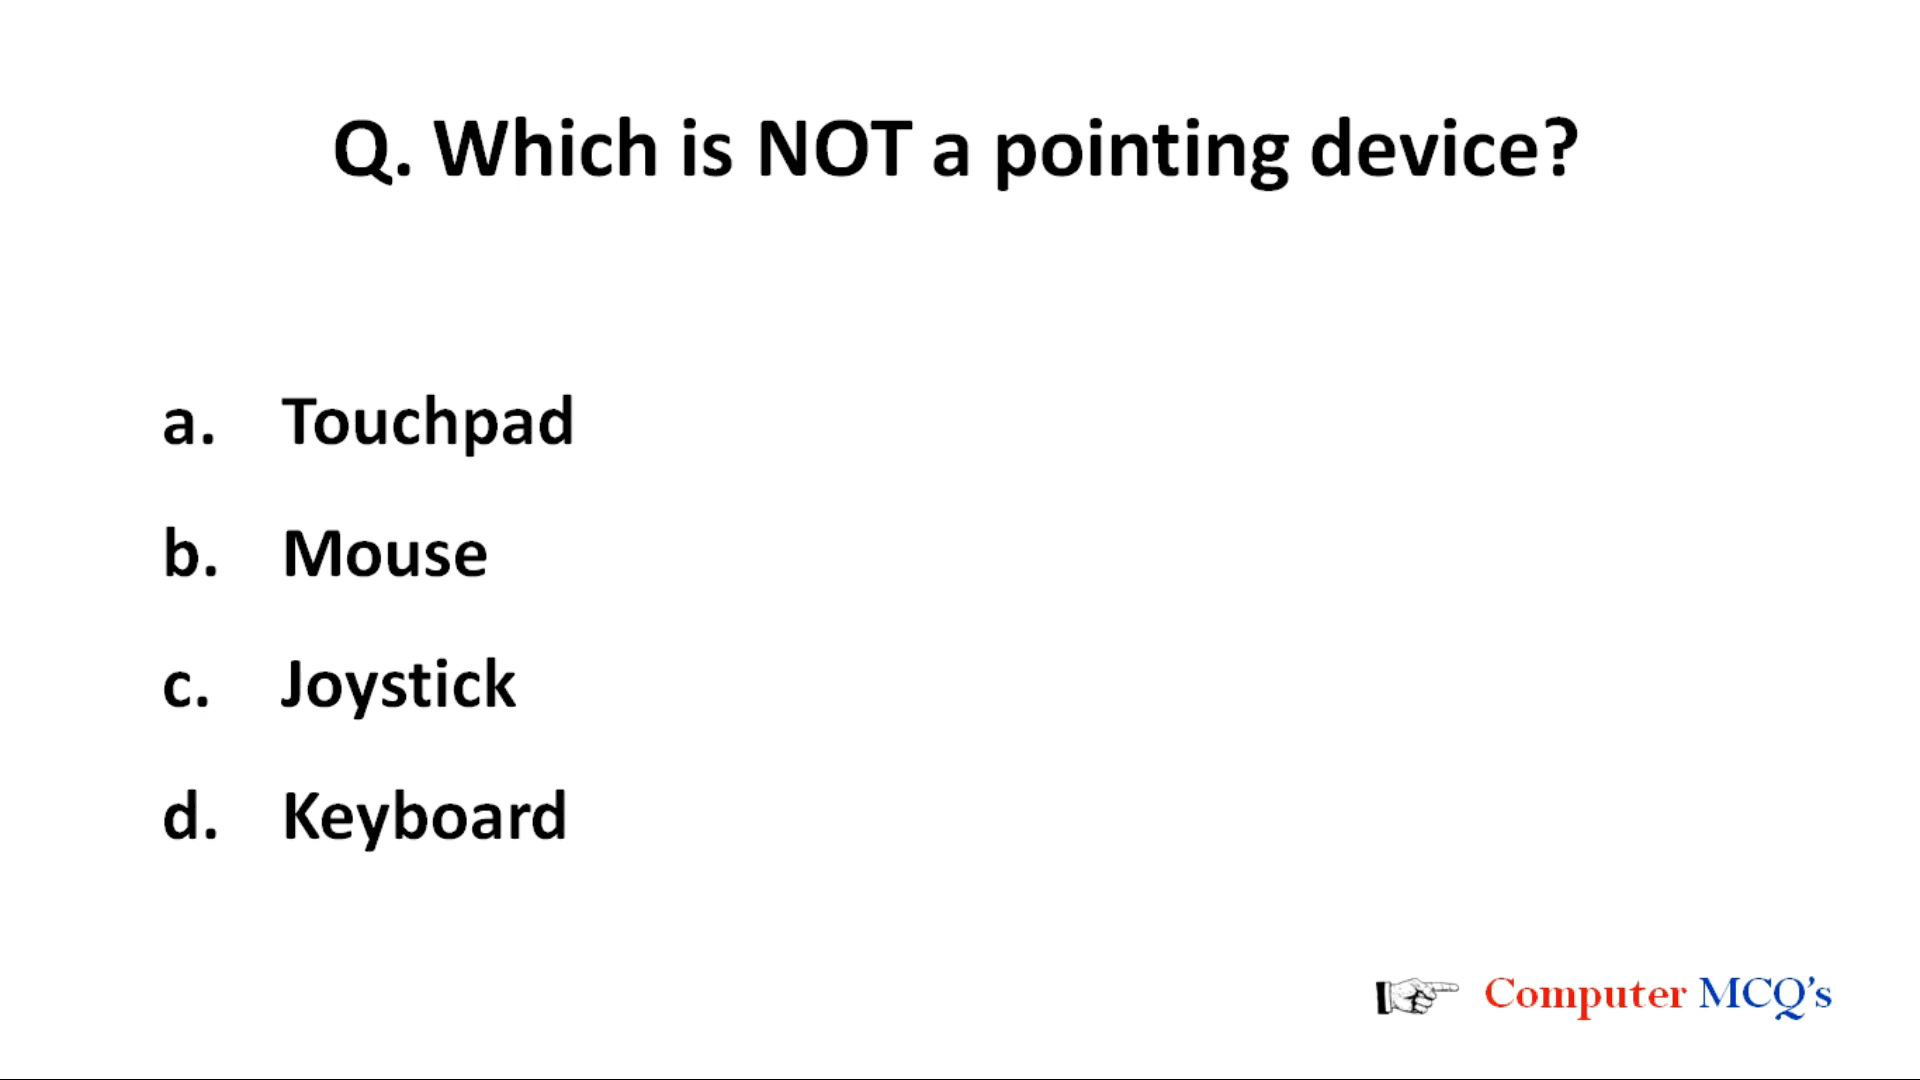 Q. Which is NOT a pointing device?
a. Touchpad
b. Mouse
c. Joystick
d. Keyboard
Computer MCQ's